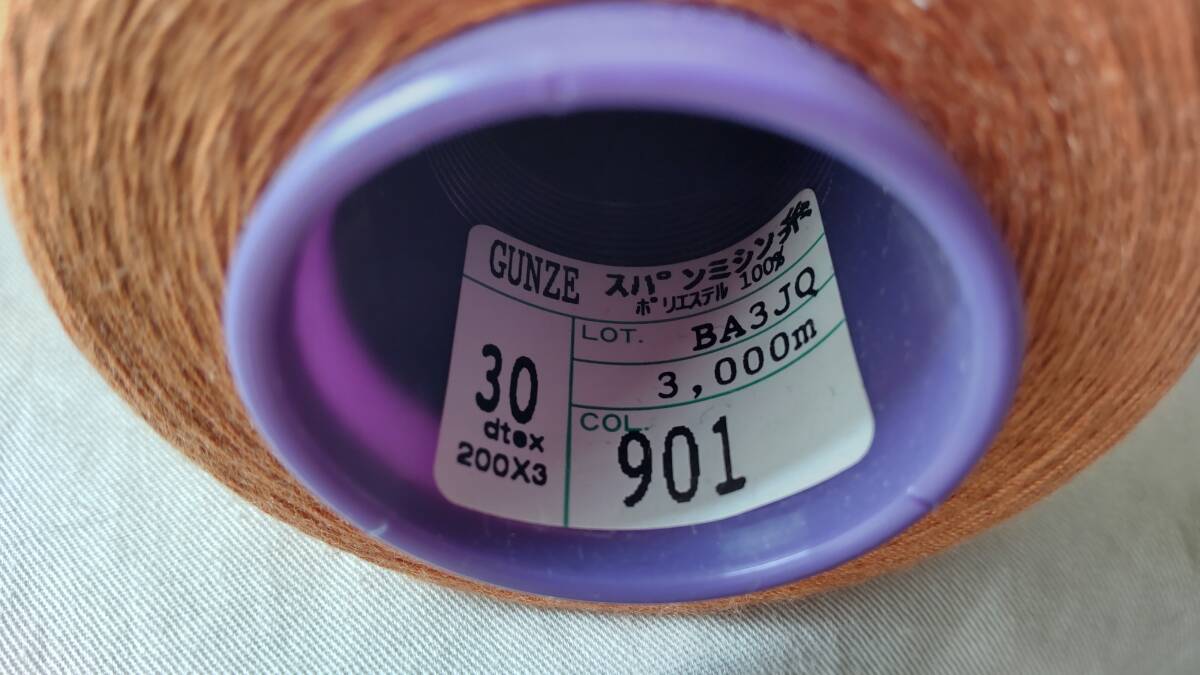 GUNZE スパンミシン糸
ポリエステル 100%
LOT. BA3JQ
3,000m
30
dtex
200X3
COL.
901